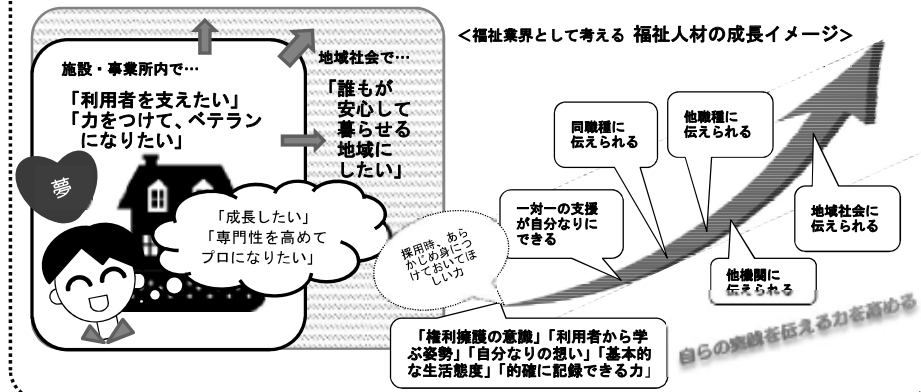 <福祉業界として考える 福祉人材の成長イメージ>
施設・事業所内で…
「利用者を支えたい」
「力をつけて、ベテラン
になりたい」
地域社会で…
「誰もが
安心して
暮らせる
地域に
したい」
夢
「成長したい」
「専門性を高めて
プロになりたい」
採用時、あら
かじめ身につ
けておいてほ
しい力
「権利擁護の意識」「利用者から学
ぶ姿勢」「自分なりの想い」「基本的
な生活態度」「的確に記録できる力」
一対一の支援
が自分なりに
できる
同職種に
伝えられる
他職種に
伝えられる
他機関に
伝えられる
地域社会に
伝えられる
自らの実践を伝える力を高める